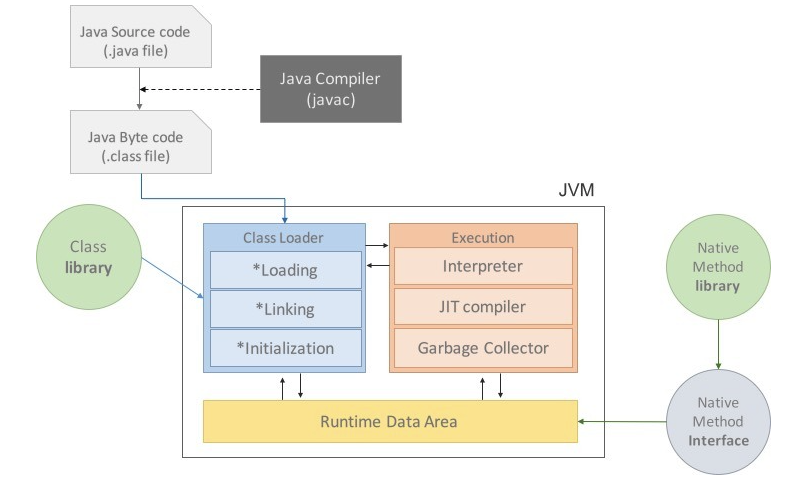 Java Source code
(.java file)
Java Compiler
(javac)
Java Byte code
(.class file)
JVM
Class
library
Class Loader
*Loading
*Linking
*Initialization
Execution
Interpreter
JIT compiler
Garbage Collector
Runtime Data Area
Native
Method
library
Native
Method
Interface